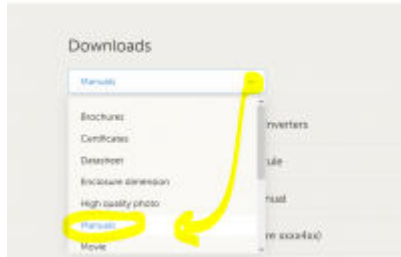 Downloads
Manuals
Brochures
Certificates
Datasheet
Enclosure dimension
High quality photo
Manuals
Movie
nverters
ule
nual